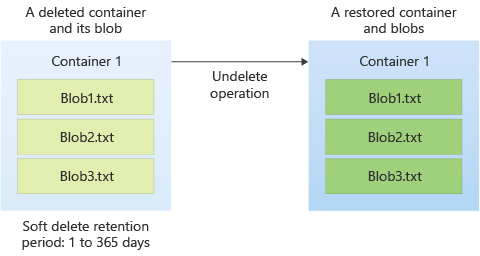 A deleted container
and its blob
Container 1
Blob1.txt
Blob2.txt
Blob3.txt
Soft delete retention
period: 1 to 365 days
Undelete
operation
A restored container
and blobs
Container 1
Blob1.txt
Blob2.txt
Blob3.txt